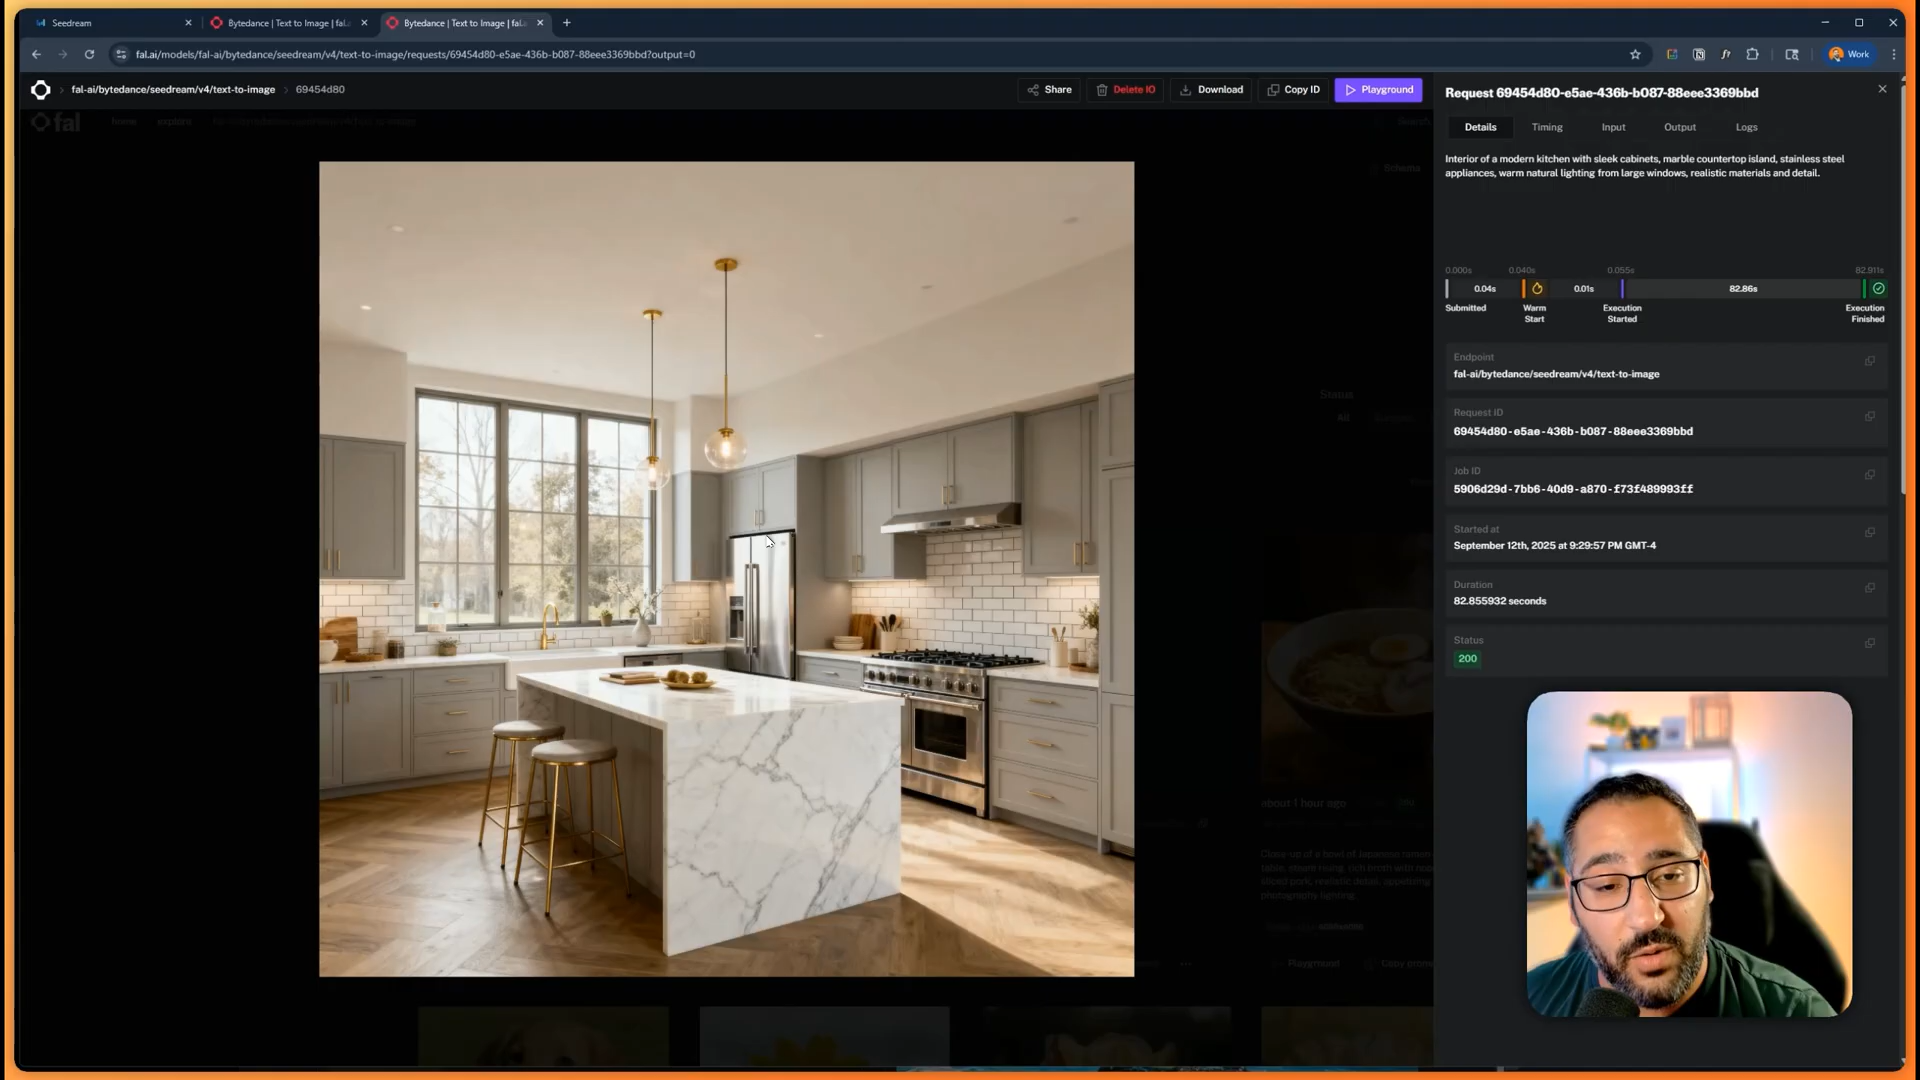 Seedream
Bytedance | Text to Image | fal.
Bytedance | Text to Image | fal.
fal.ai/models/fal-ai/bytedance/seedream/v4/text-to-image/requests/69454d80-e5ae-436b-b087-88eee3369bbd?output=0
Work
fal-ai/bytedance/seedream/v4/text-to-image > 69454d80
Share
Delete IO
Download
Copy ID
Playground
fal
home
explore
Schema
Status
All
about 1 hour ago
Playground
Request 69454d80-e5ae-436b-b087-88eee3369bbd
Details
Timing
Input
Output
Logs
Interior of a modern kitchen with sleek cabinets, marble countertop island, stainless steel
appliances, warm natural lighting from large windows, realistic materials and detail.
0.000s 0.040s 0.055s 82.911s
0.04s 0.01s 82.86s
Submitted
Warm
Start
Execution
Started
Execution
Finished
Endpoint
fal-ai/bytedance/seedream/v4/text-to-image
Request ID
69454d80-e5ae-436b-b087-88eee3369bbd
Job ID
5906d29d-7bb6-40d9-a870-f73f489993ff
Started at
September 12th, 2025 at 9:29:57 PM GMT-4
Duration
82.855932 seconds
Status
200